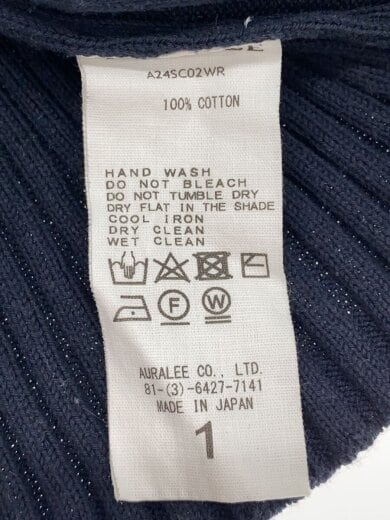 A24SC02WR
100% COTTON
HAND WASH
DO NOT BLEACH
DO NOT TUMBLE DRY
DRY FLAT IN THE SHADE
COOL IRON
DRY CLEAN
WET CLEAN
F W
AURALEE CO., LTD.
81-(3)-6427-7141
MADE IN JAPAN
1